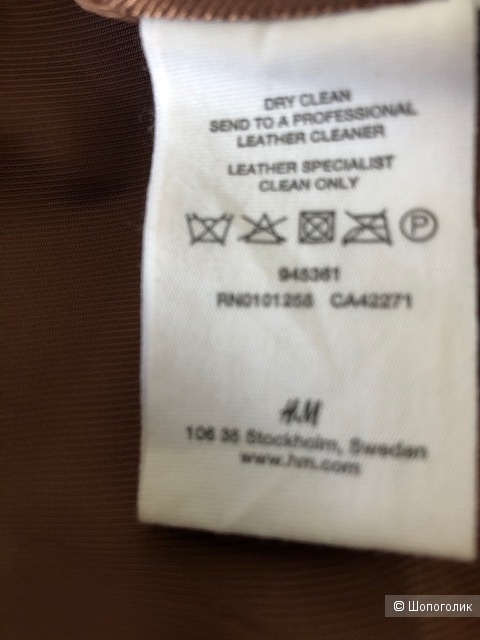 DRY CLEAN
SEND TO A PROFESSIONAL
LEATHER CLEANER
LEATHER SPECIALIST
CLEAN ONLY
P
945361
RN0101255 CA42271
H&M
106 38 Stockholm, Sweden
www.hm.com
© Шопоголик